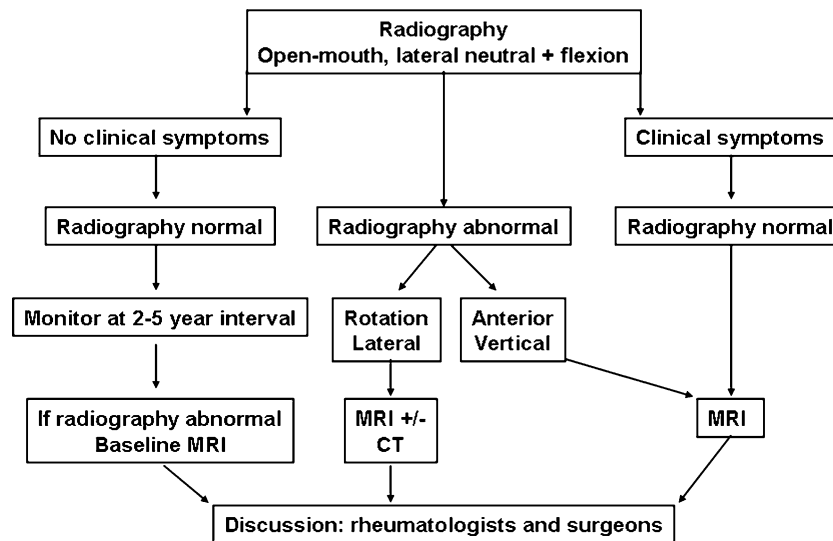 Radiography
Open-mouth, lateral neutral + flexion
No clinical symptoms
Clinical symptoms
Radiography normal
Radiography abnormal
Radiography normal
Monitor at 2-5 year interval
Rotation
Lateral
Anterior
Vertical
If radiography abnormal
Baseline MRI
MRI +/-
CT
MRI
Discussion: rheumatologists and surgeons